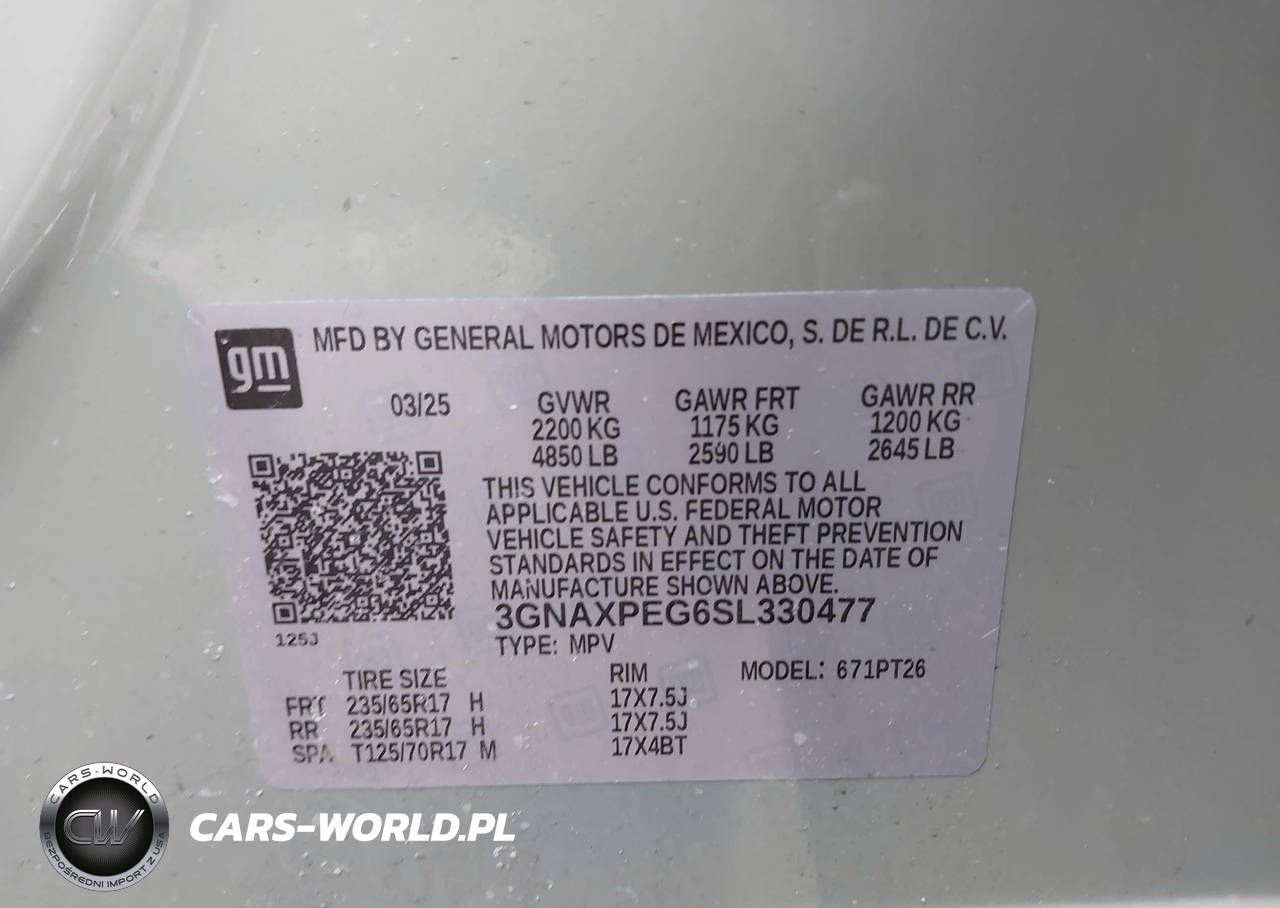 gm
MFD BY GENERAL MOTORS DE MEXICO, S. DE R.L. DE C.V.
03/25 GVWR GAWR FRT GAWR RR
2200 KG 1175 KG 1200 KG
4850 LB 2590 LB 2645 LB
THIS VEHICLE CONFORMS TO ALL
APPLICABLE U.S. FEDERAL MOTOR
VEHICLE SAFETY AND THEFT PREVENTION
STANDARDS IN EFFECT ON THE DATE OF
MANUFACTURE SHOWN ABOVE.
3GNAXPEG6SL330477
125J
TYPE: MPV
TIRE SIZE RIM MODEL: 671PT26
FRT 235/65R17 H 17X7.5J
RR 235/65R17 H 17X7.5J
SPA T125/70R17 M 17X4BT
CARS-WORLD
CW
BEZPOŚREDNI IMPORT Z USA
CARS-WORLD.PL